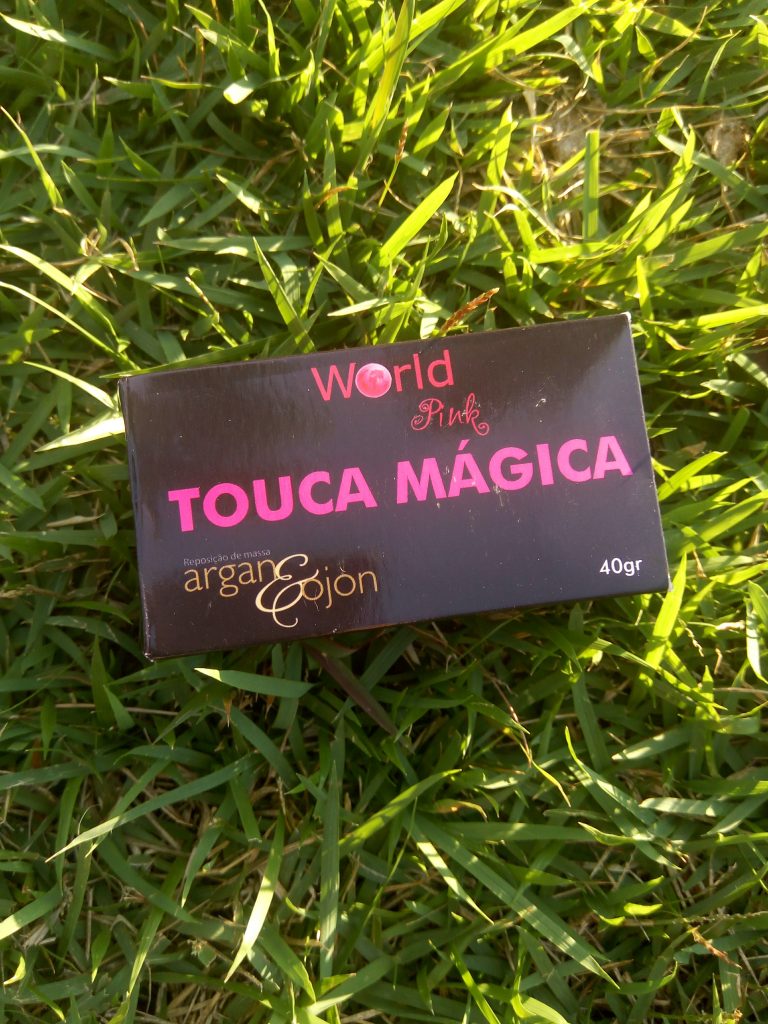 World
Pink
TOUCA MÁGICA
Reposição de massa
argan & ojon
40gr